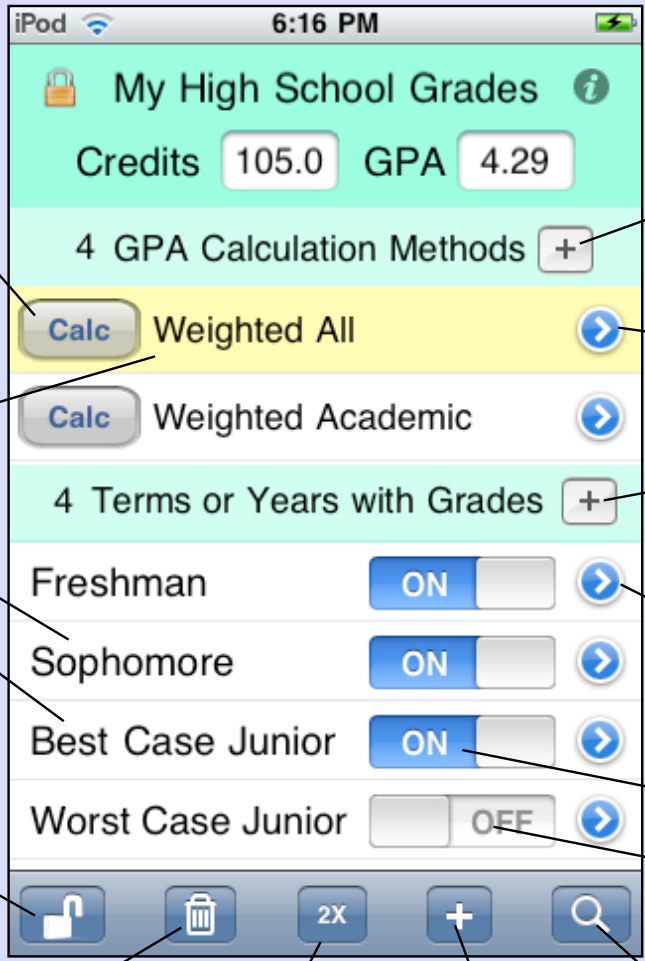 iPod 6:16 PM
My High School Grades i
Credits 105.0 GPA 4.29
4 GPA Calculation Methods +
Calc Weighted All
Calc Weighted Academic
4 Terms or Years with Grades +
Freshman ON
Sophomore ON
Best Case Junior ON
Worst Case Junior OFF
2X +